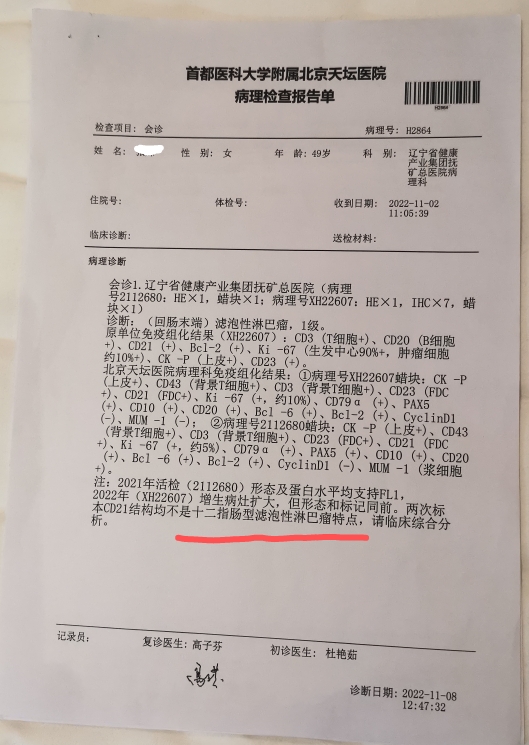 首都医科大学附属北京天坛医院
病理检查报告单
H2864
检查项目: 会诊
病理号: H2864
姓 名:
性 别: 女
年 龄: 49岁
科 别: 辽宁省健康
产业集团抚
矿总医院病
理科
住院号:
体检号:
收到日期: 2022-11-02
11:05:39
临床诊断:
送检材料:
病理诊断
会诊1.辽宁省健康产业集团抚矿总医院(病理
号2112680: HE×1, 蜡块×1; 病理号XH22607: HE×1, IHC×7, 蜡
块×1)
诊断: (回肠末端) 滤泡性淋巴瘤, 1级。
原单位免疫组化结果 (XH22607): CD3 (T细胞+)、CD20 (B细胞
+)、CD21 (+)、Bcl-2 (+)、Ki -67 (生发中心90%+, 肿瘤细胞
约10%+)、CK -P (上皮+)、CD23 (+)。
北京天坛医院病理科免疫组化结果: ①病理号XH22607蜡块: CK -P
(上皮+)、CD43 (背景T细胞+)、CD3 (背景T细胞+)、CD23 (FDC
+)、CD21 (FDC+)、Ki -67 (+, 约10%)、CD79α (+)、PAX5
(+)、CD10 (+)、CD20 (+)、Bcl -6 (+)、Bcl-2 (+)、CyclinD1
(-)、MUM -1 (-); ②病理号2112680蜡块: CK -P (上皮+)、CD43
(背景T细胞+)、CD3 (背景T细胞+)、CD23 (FDC+)、CD21 (FDC
+)、Ki -67 (+, 约5%)、CD79α (+)、PAX5 (+)、CD10 (+)、CD20
(+)、Bcl -6 (+)、Bcl-2 (+)、CyclinD1 (-)、MUM -1 (浆细胞
+)。
注: 2021年活检 (2112680) 形态及蛋白水平均支持FL1,
2022年 (XH22607) 增生病灶扩大, 但形态和标记同前。两次标
本CD21结构均不是十二指肠型滤泡性淋巴瘤特点, 请临床综合分
析。
记录员:
复诊医生: 高子芬
初诊医生: 杜艳茹
诊断日期: 2022-11-08
12:47:32